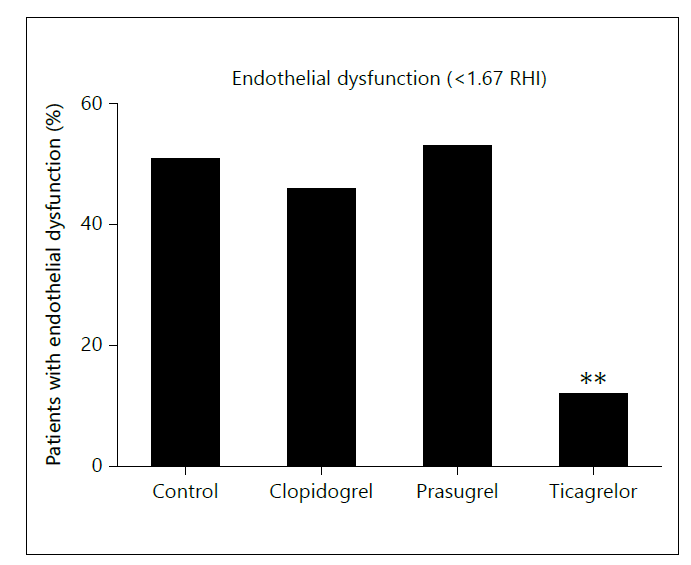 Endothelial dysfunction (<1.67 RHI)
Patients with endothelial dysfunction (%)
60
40
20
0
**
Control Clopidogrel Prasugrel Ticagrelor